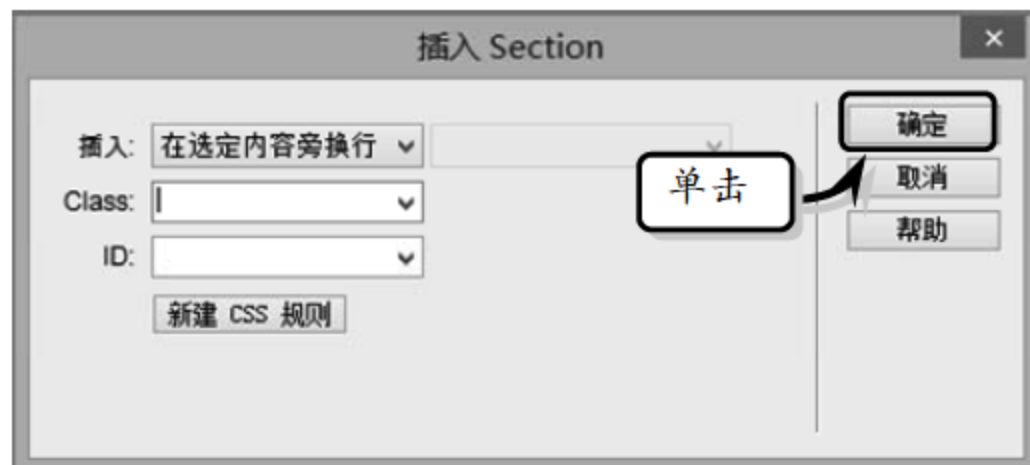 插入 Section
插入: 在选定内容旁换行
确定
单击
取消
Class:
帮助
ID:
新建 CSS 规则